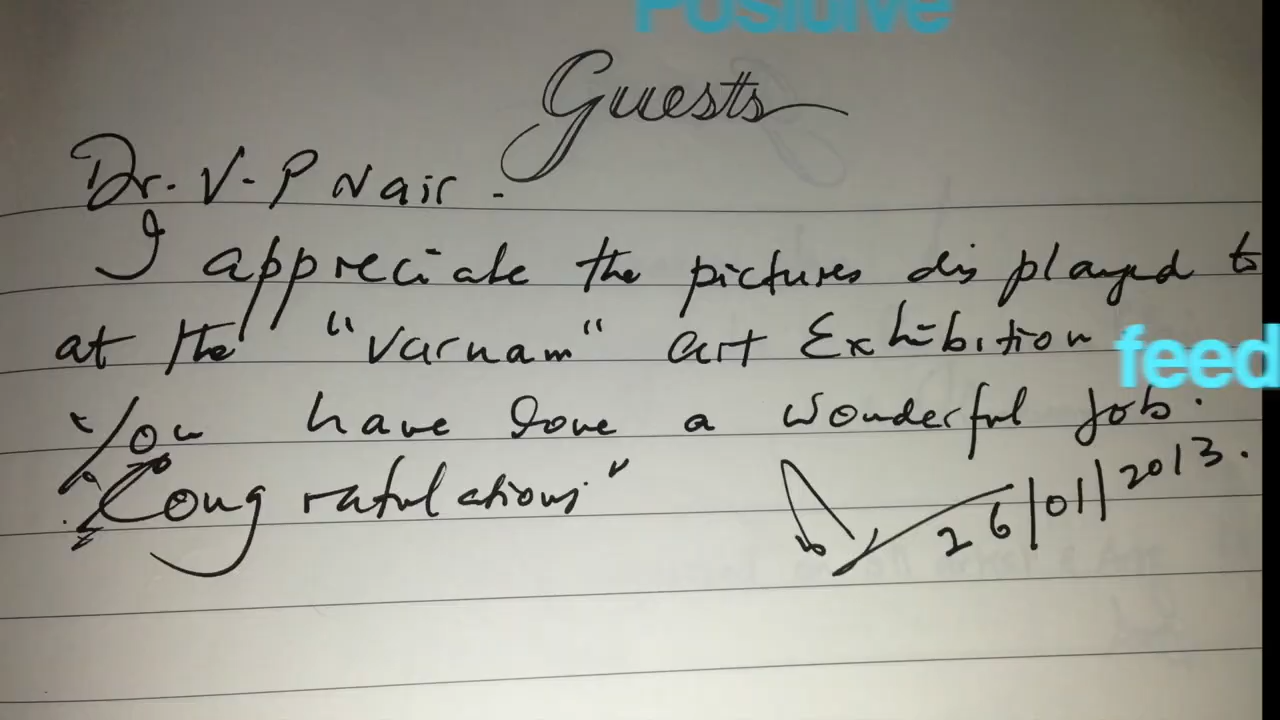 Positive
Guests
Dr. V-P Nair.
I appreciate the pictures displayed to
at the "Varnam" art Exhibition
feed
You have done a wonderful job.
"Congratulations"
26/01/2013.